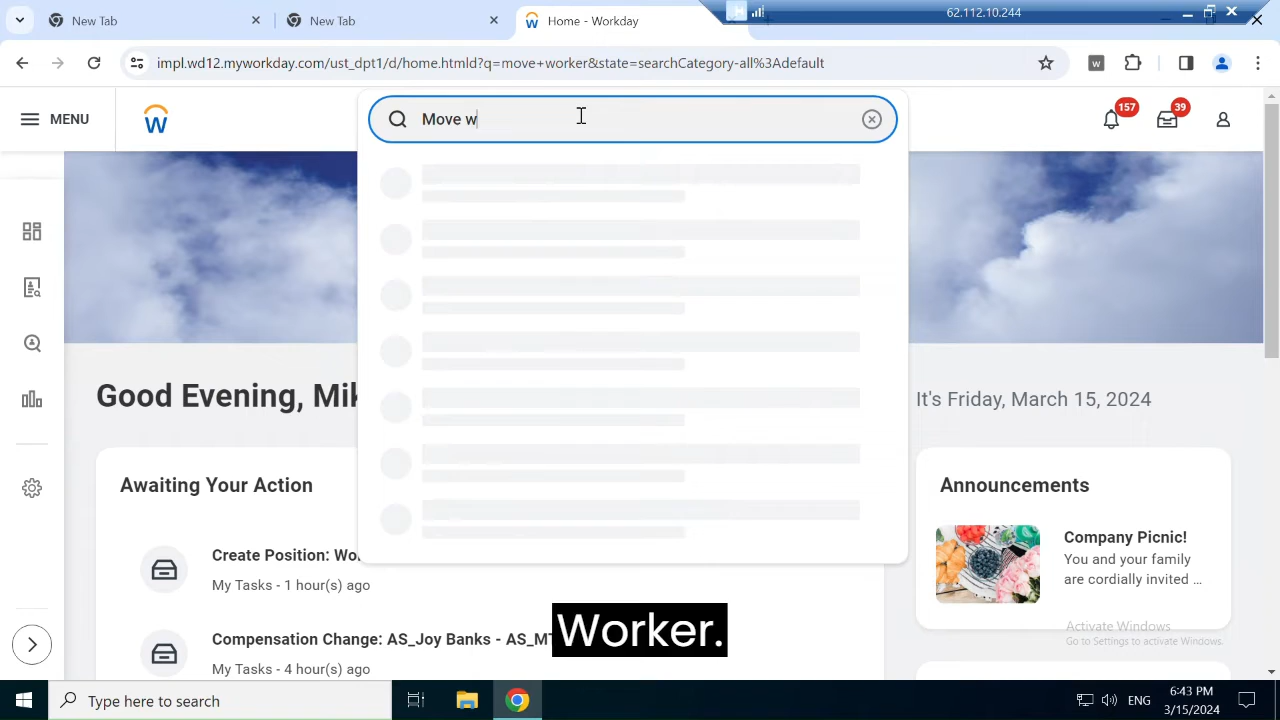 New Tab
New Tab
Home - Workday
62.112.10.244
impl.wd12.myworkday.com/ust_dpt1/d/home.htmld?q=move+worker&state=searchCategory-all%3Adefault
MENU
Move w
157
39
Good Evening, Mik
It's Friday, March 15, 2024
Awaiting Your Action
Create Position: Wo
My Tasks - 1 hour(s) ago
Compensation Change: AS_Joy Banks - AS_MT
My Tasks - 4 hour(s) ago
Announcements
Company Picnic!
You and your family
are cordially invited ...
Worker.
Activate Windows
Go to Settings to activate Windows.
Type here to search
ENG
6:43 PM
3/15/2024